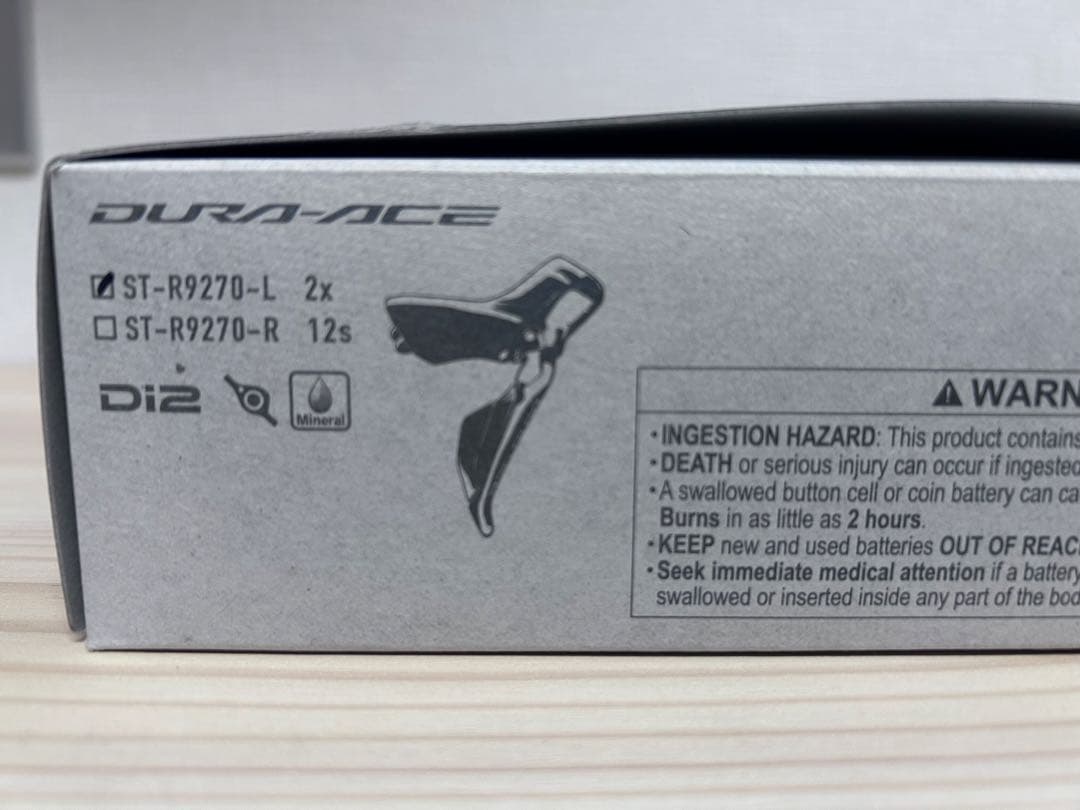 DURA-ACE
ST-R9270-L 2x
ST-R9270-R 12s
Di2
Mineral
WARN
•INGESTION HAZARD: This product contains
•DEATH or serious injury can occur if ingested
•A swallowed button cell or coin battery can ca
Burns in as little as 2 hours.
•KEEP new and used batteries OUT OF REAC
•Seek immediate medical attention if a battery
swallowed or inserted inside any part of the bod